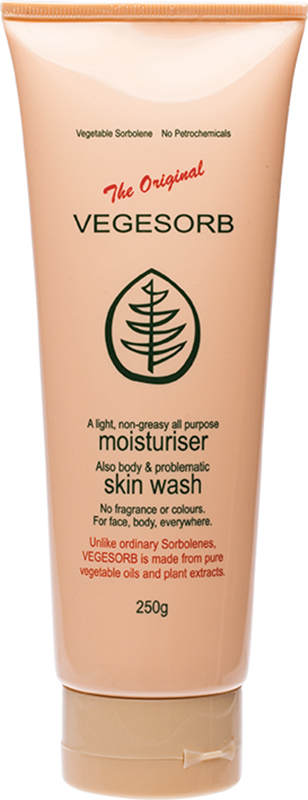 Vegetable Sorbolene No Petrochemicals
The Original
VEGESORB
A light, non-greasy all purpose
moisturiser
Also body & problematic
skin wash
No fragrance or colours.
For face, body, everywhere.
Unlike ordinary Sorbolenes,
VEGESORB is made from pure
vegetable oils and plant extracts.
250g